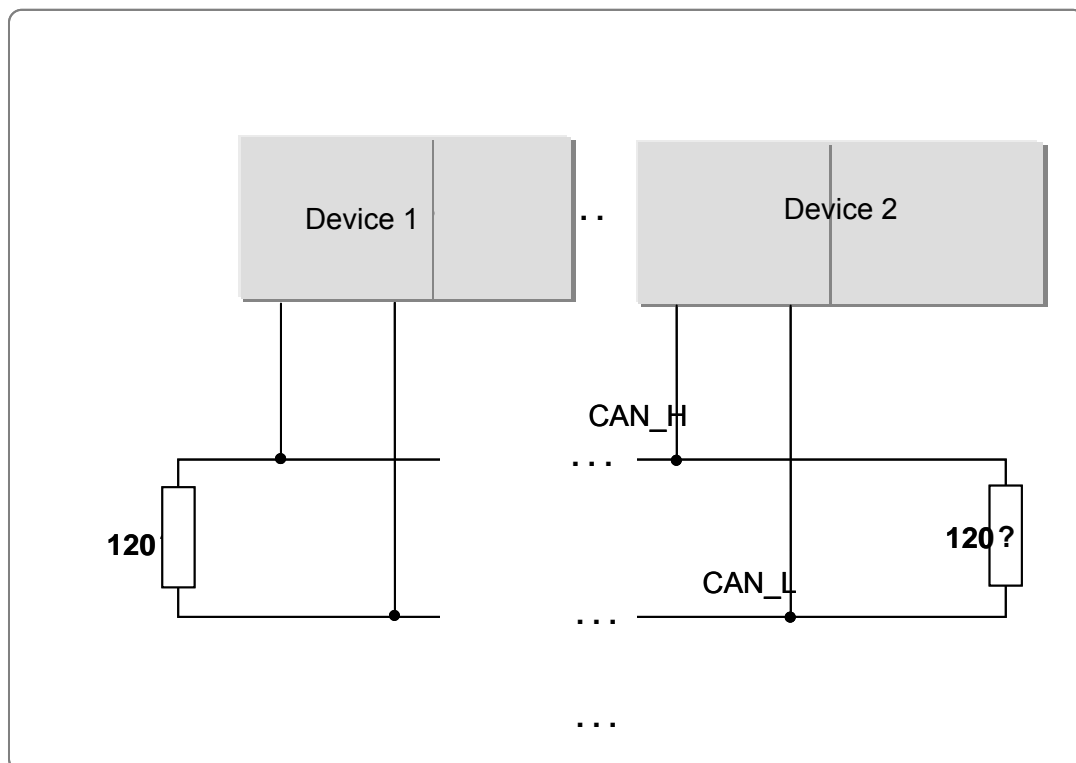 Device 1
. .
Device 2
CAN_H
. . .
120
120 ?
CAN_L
. . .
. . .